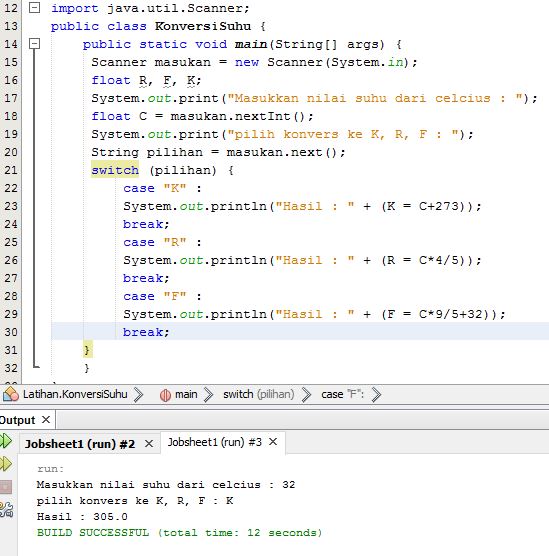 12 import java.util.Scanner;
13 public class KonversiSuhu {
14 public static void main(String[] args) {
15 Scanner masukan = new Scanner(System.in);
16 float R, F, K;
17 System.out.print("Masukkan nilai suhu dari celcius : ");
18 float C = masukan.nextInt();
19 System.out.print("pilih konvers ke K, R, F : ");
20 String pilihan = masukan.next();
21 switch (pilihan) {
22 case "K" :
23 System.out.println("Hasil : " + (K = C+273));
24 break;
25 case "R" :
26 System.out.println("Hasil : " + (R = C*4/5));
27 break;
28 case "F" :
29 System.out.println("Hasil : " + (F = C*9/5+32));
30 break;
31 }
32 }
Latihan.KonversiSuhu main switch (pilihan) case "F":
Output
Jobsheet1 (run) #2 Jobsheet1 (run) #3
run:
Masukkan nilai suhu dari celcius : 32
pilih konvers ke K, R, F : K
Hasil : 305.0
BUILD SUCCESSFUL (total time: 12 seconds)